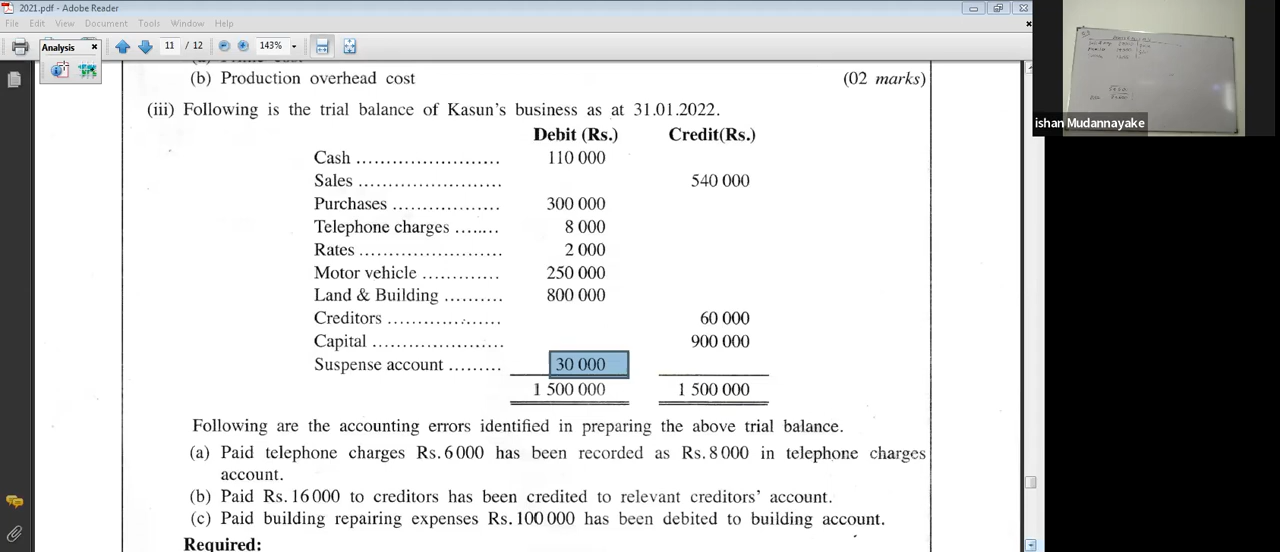 2021.pdf - Adobe Reader
File Edit View Document Tools Window Help
Analysis x
11 / 12 143%
(b) Production overhead cost (02 marks)
(iii) Following is the trial balance of Kasun's business as at 31.01.2022.
Debit (Rs.) Credit(Rs.)
Cash ........................ 110 000
Sales ........................ 540 000
Purchases .................. 300 000
Telephone charges ....... 8 000
Rates ........................ 2 000
Motor vehicle ............. 250 000
Land & Building .......... 800 000
Creditors ................... 60 000
Capital ...................... 900 000
Suspense account ......... 30 000
1 500 000 1 500 000
Following are the accounting errors identified in preparing the above trial balance.
(a) Paid telephone charges Rs. 6 000 has been recorded as Rs. 8 000 in telephone charges
account.
(b) Paid Rs. 16 000 to creditors has been credited to relevant creditors' account.
(c) Paid building repairing expenses Rs. 100 000 has been debited to building account.
Required:
ishan Mudannayake